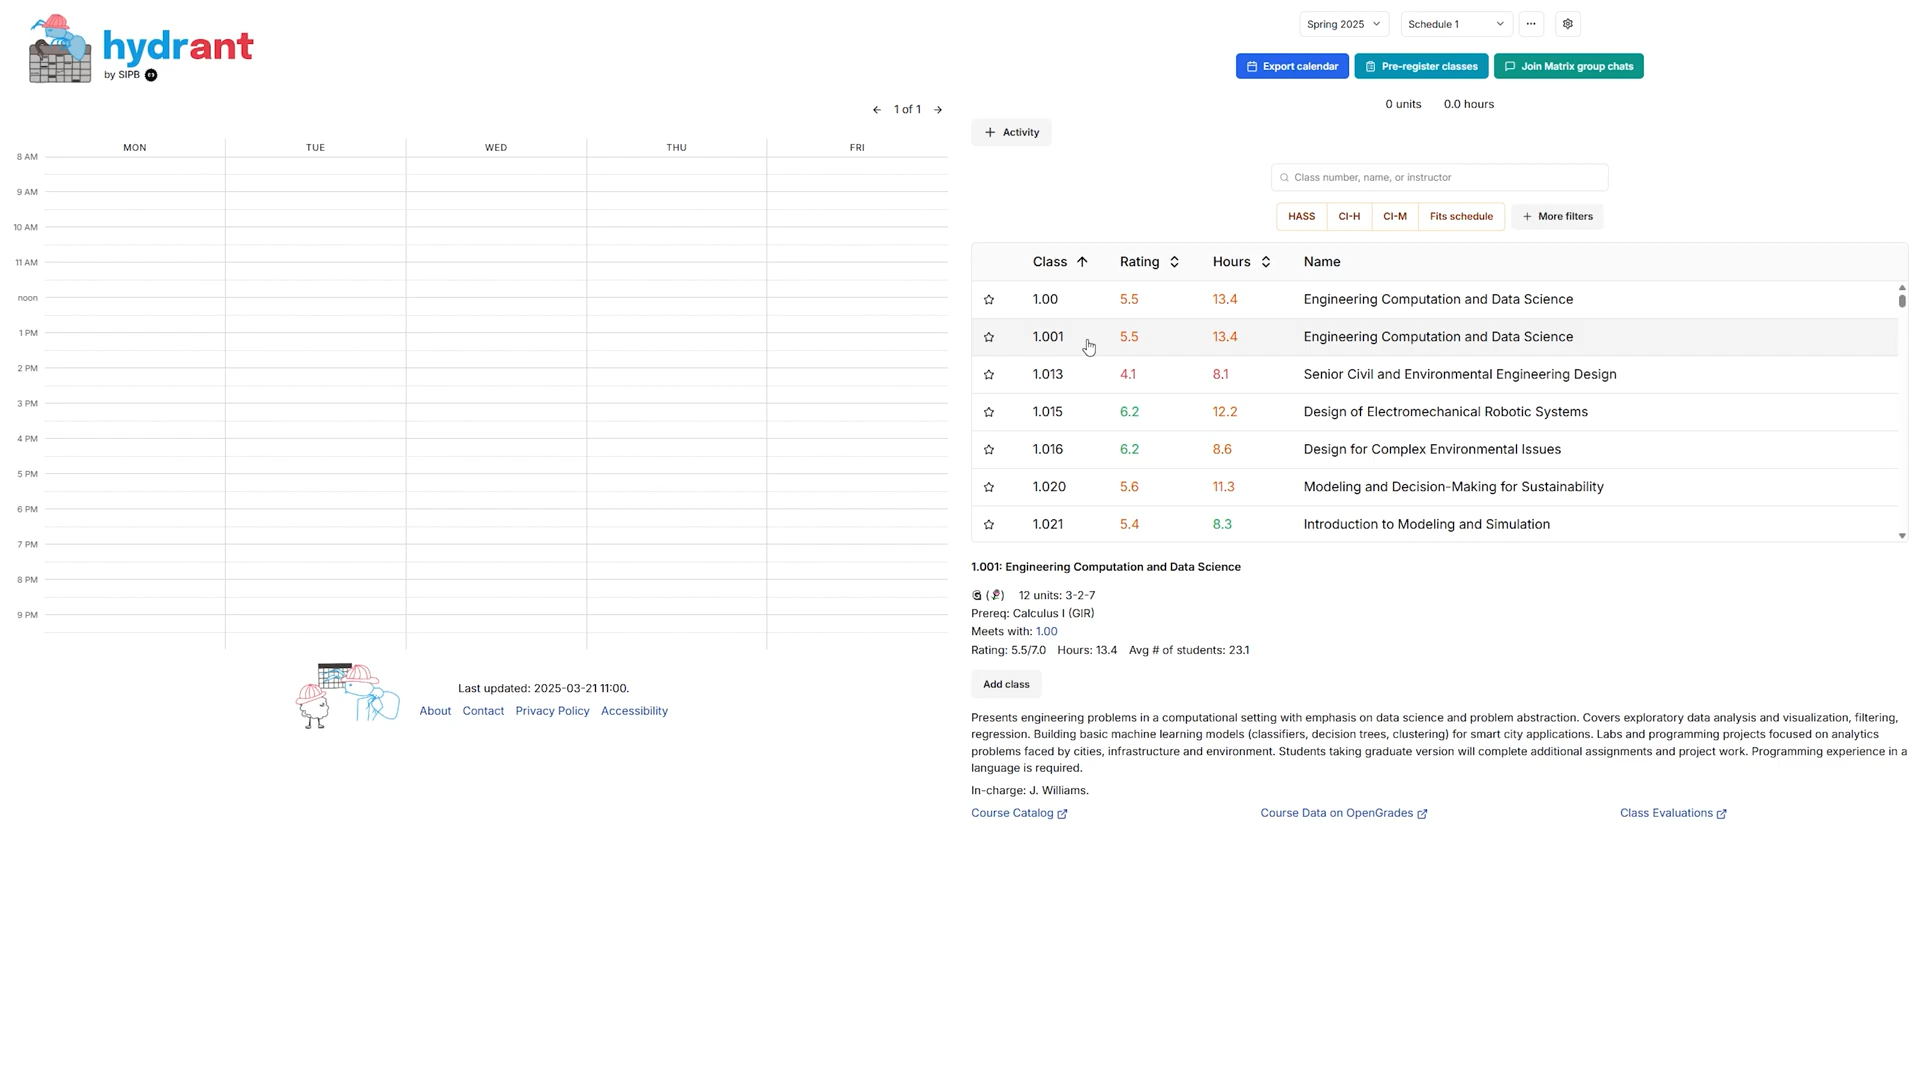 hydrant
by SIPB
Spring 2025
Schedule 1
Export calendar
Pre-register classes
Join Matrix group chats
0 units 0.0 hours
1 of 1
Activity
MON TUE WED THU FRI
8 AM
9 AM
10 AM
11 AM
noon
1 PM
2 PM
3 PM
4 PM
5 PM
6 PM
7 PM
8 PM
9 PM
Last updated: 2025-03-21 11:00.
About Contact Privacy Policy Accessibility
Class number, name, or instructor
HASS CI-H CI-M Fits schedule More filters
Class Rating Hours Name
1.00 5.5 13.4 Engineering Computation and Data Science
1.001 5.5 13.4 Engineering Computation and Data Science
1.013 4.1 8.1 Senior Civil and Environmental Engineering Design
1.015 6.2 12.2 Design of Electromechanical Robotic Systems
1.016 6.2 8.6 Design for Complex Environmental Issues
1.020 5.6 11.3 Modeling and Decision-Making for Sustainability
1.021 5.4 8.3 Introduction to Modeling and Simulation
1.001: Engineering Computation and Data Science
G ( ) 12 units: 3-2-7
Prereq: Calculus I (GIR)
Meets with: 1.00
Rating: 5.5/7.0 Hours: 13.4 Avg # of students: 23.1
Add class
Presents engineering problems in a computational setting with emphasis on data science and problem abstraction. Covers exploratory data analysis and visualization, filtering,
regression. Building basic machine learning models (classifiers, decision trees, clustering) for smart city applications. Labs and programming projects focused on analytics
problems faced by cities, infrastructure and environment. Students taking graduate version will complete additional assignments and project work. Programming experience in a
language is required.
In-charge: J. Williams.
Course Catalog Course Data on OpenGrades Class Evaluations